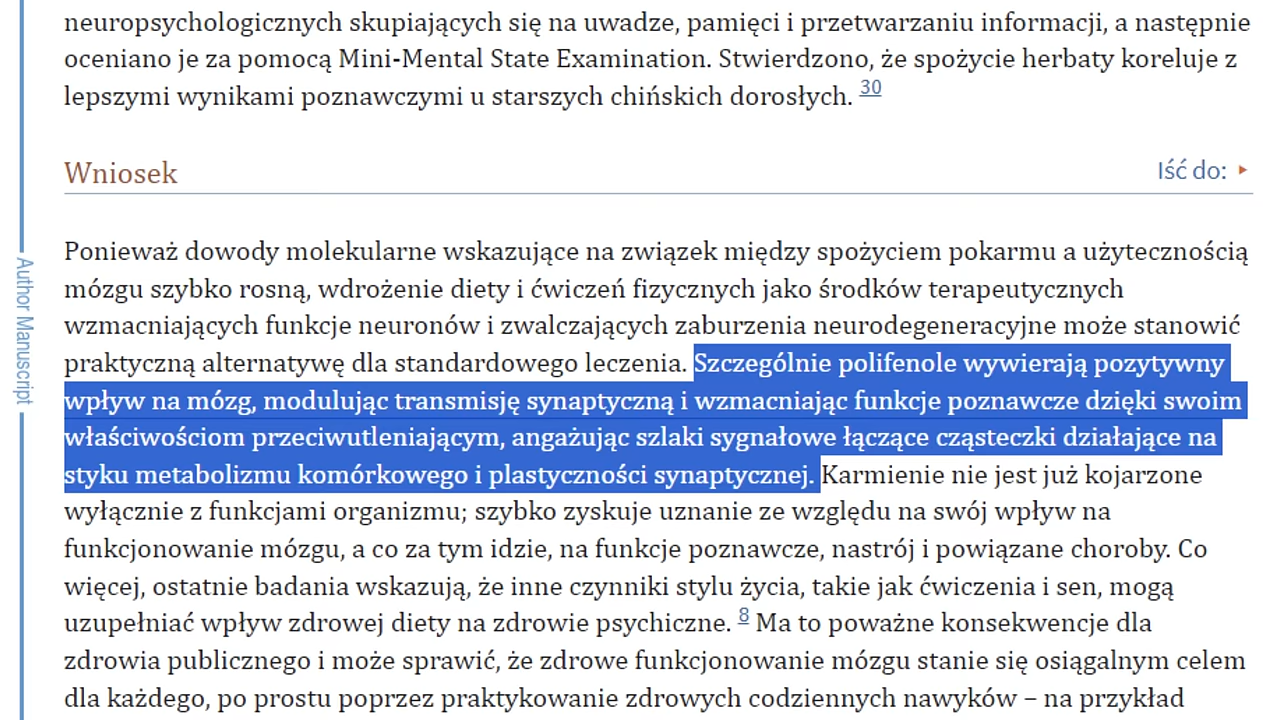 neuropsychologicznych skupiających się na uwadze, pamięci i przetwarzaniu informacji, a następnie
oceniano je za pomocą Mini-Mental State Examination. Stwierdzono, że spożycie herbaty koreluje z
lepszymi wynikami poznawczymi u starszych chińskich dorosłych. 30
Wniosek
Iść do:
Author Manuscript
Ponieważ dowody molekularne wskazujące na związek między spożyciem pokarmu a użytecznością
mózgu szybko rosną, wdrożenie diety i ćwiczeń fizycznych jako środków terapeutycznych
wzmacniających funkcje neuronów i zwalczających zaburzenia neurodegeneracyjne może stanowić
praktyczną alternatywę dla standardowego leczenia. Szczególnie polifenole wywierają pozytywny
wpływ na mózg, modulując transmisję synaptyczną i wzmacniając funkcje poznawcze dzięki swoim
właściwościom przeciwutleniającym, angażując szlaki sygnałowe łączące cząsteczki działające na
styku metabolizmu komórkowego i plastyczności synaptycznej. Karmienie nie jest już kojarzone
wyłącznie z funkcjami organizmu; szybko zyskuje uznanie ze względu na swój wpływ na
funkcjonowanie mózgu, a co za tym idzie, na funkcje poznawcze, nastrój i powiązane choroby. Co
więcej, ostatnie badania wskazują, że inne czynniki stylu życia, takie jak ćwiczenia i sen, mogą
uzupełniać wpływ zdrowej diety na zdrowie psychiczne. 8 Ma to poważne konsekwencje dla
zdrowia publicznego i może sprawić, że zdrowe funkcjonowanie mózgu stanie się osiągalnym celem
dla każdego, po prostu poprzez praktykowanie zdrowych codziennych nawyków – na przykład